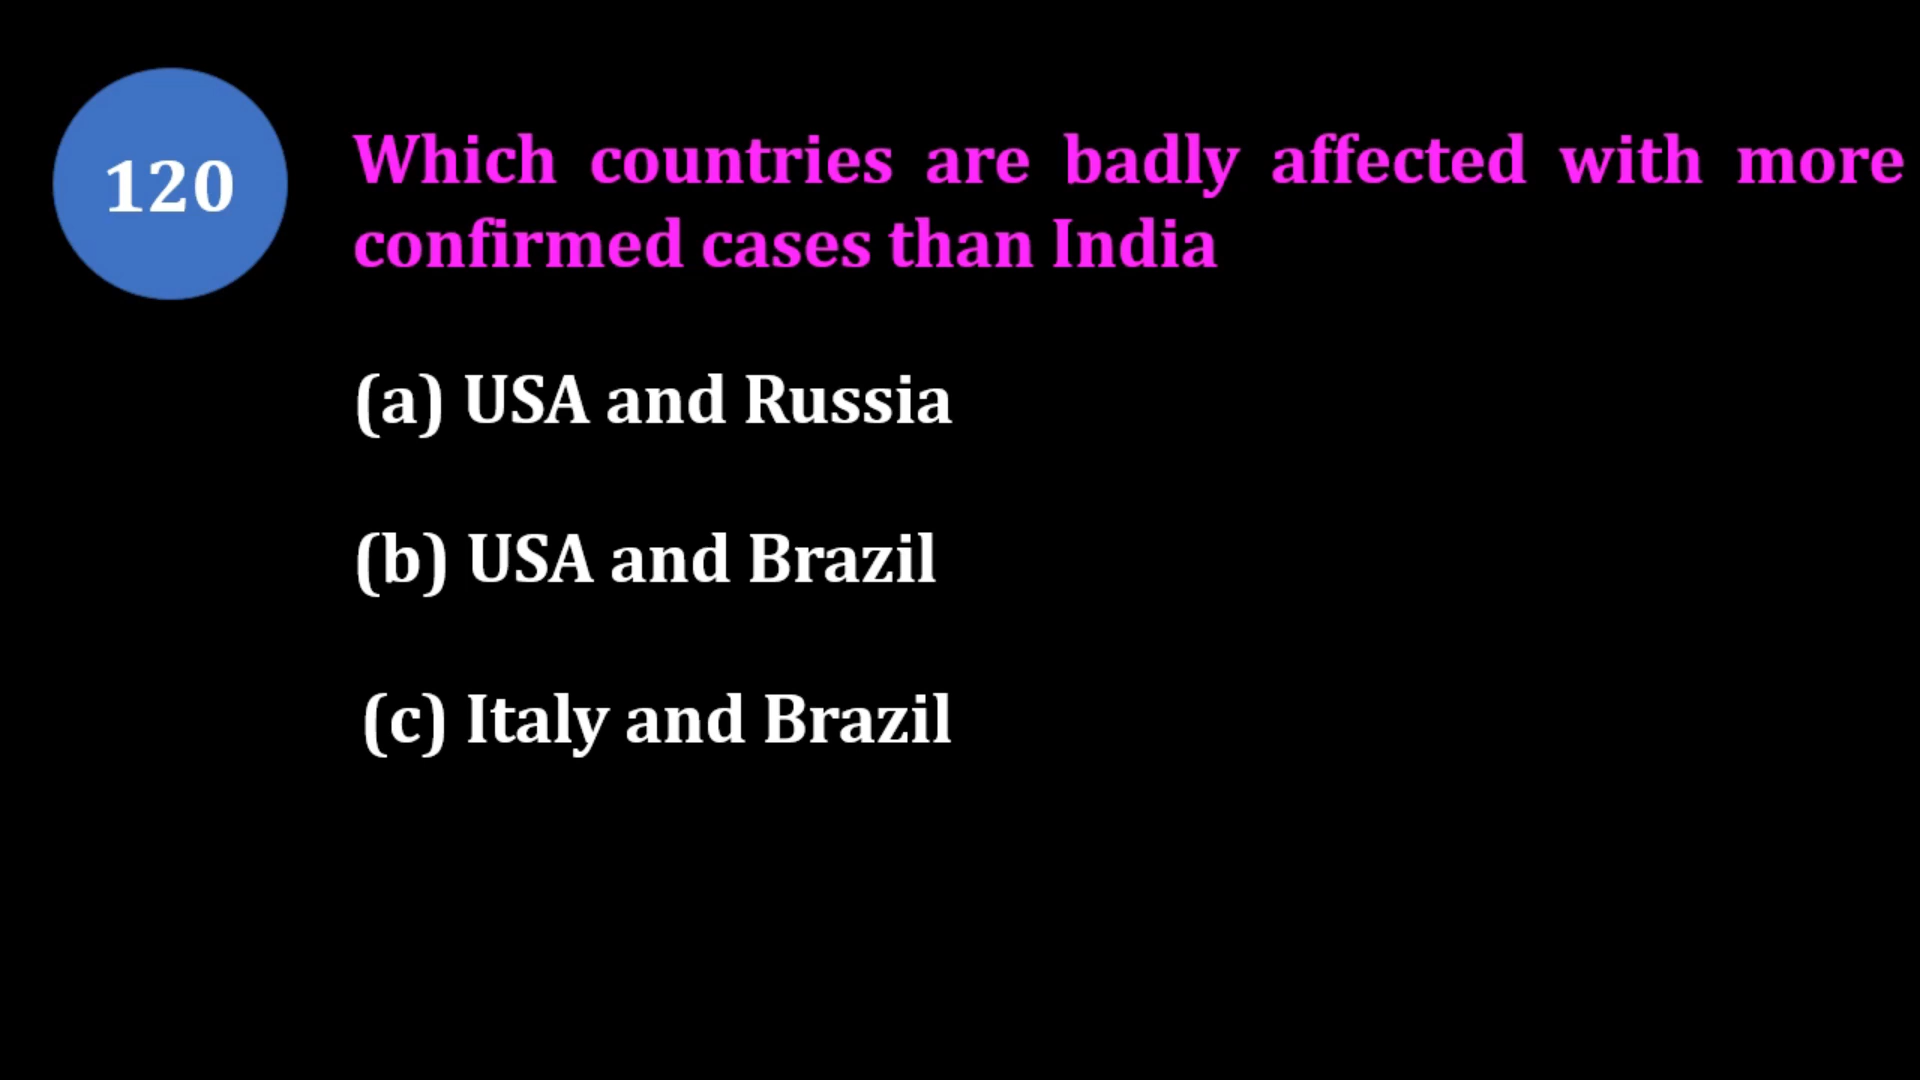 120
Which countries are badly affected with more
confirmed cases than India
(a) USA and Russia
(b) USA and Brazil
(c) Italy and Brazil